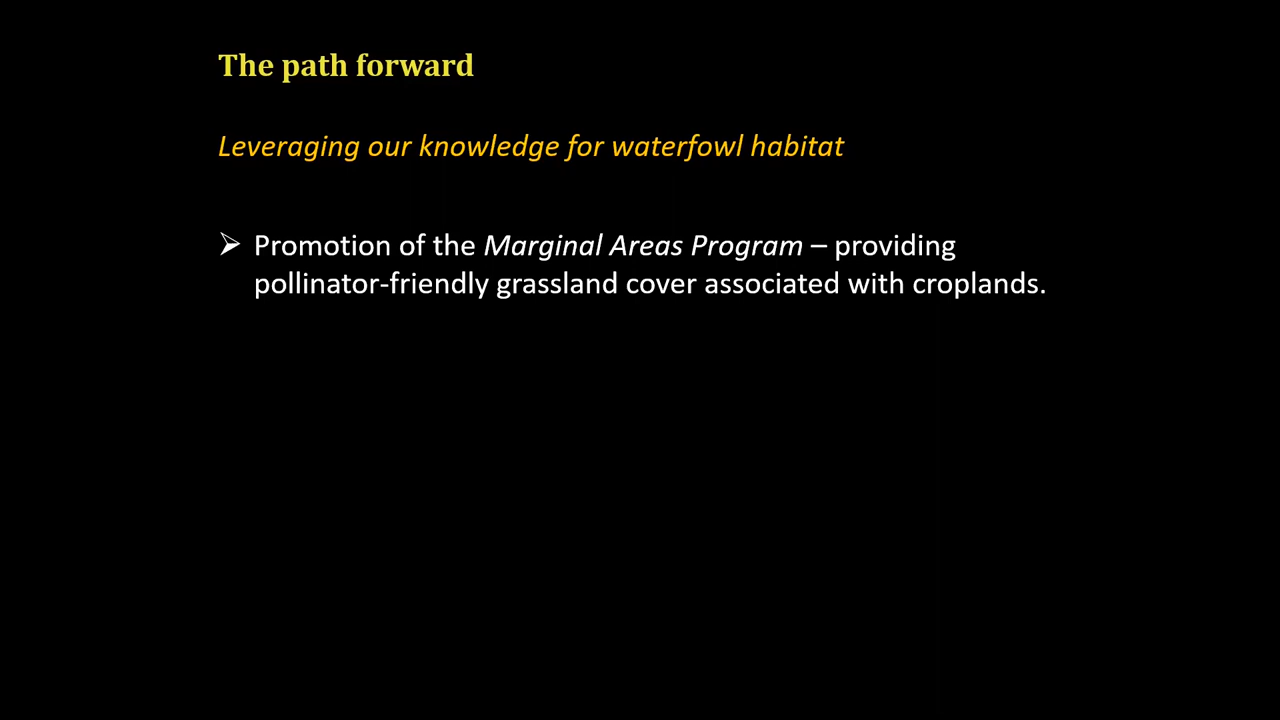 The path forward
Leveraging our knowledge for waterfowl habitat
➢ Promotion of the Marginal Areas Program – providing
pollinator-friendly grassland cover associated with croplands.